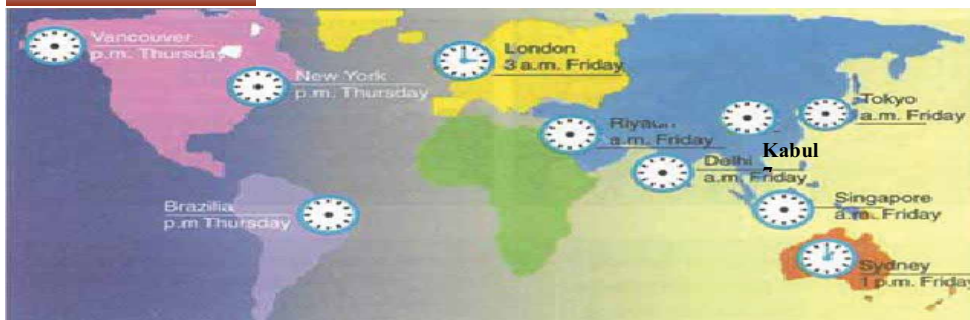 Vancouver
p.m. Thursday
New York
p.m. Thursday
London
3 a.m. Friday
Tokyo
a.m. Friday
a.m. Friday
Kabul
Delhi
a.m. Friday
Brazilia
p.m Thursday
Singapore
a.m. Friday
Sydney
1 p.m. Friday